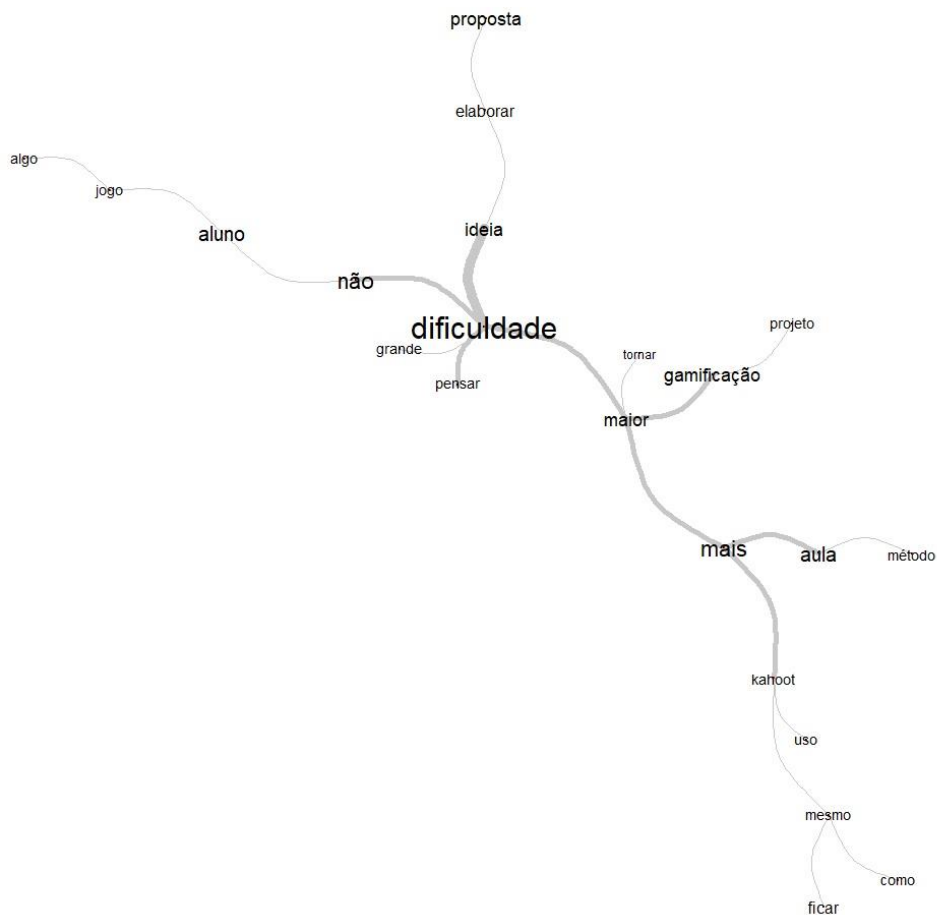 proposta
elaborar
algo
jogo
aluno
ideia
não
dificuldade
projeto
grande
tornar
gamificação
pensar
maior
mais
aula
método
kahoot
uso
mesmo
como
ficar